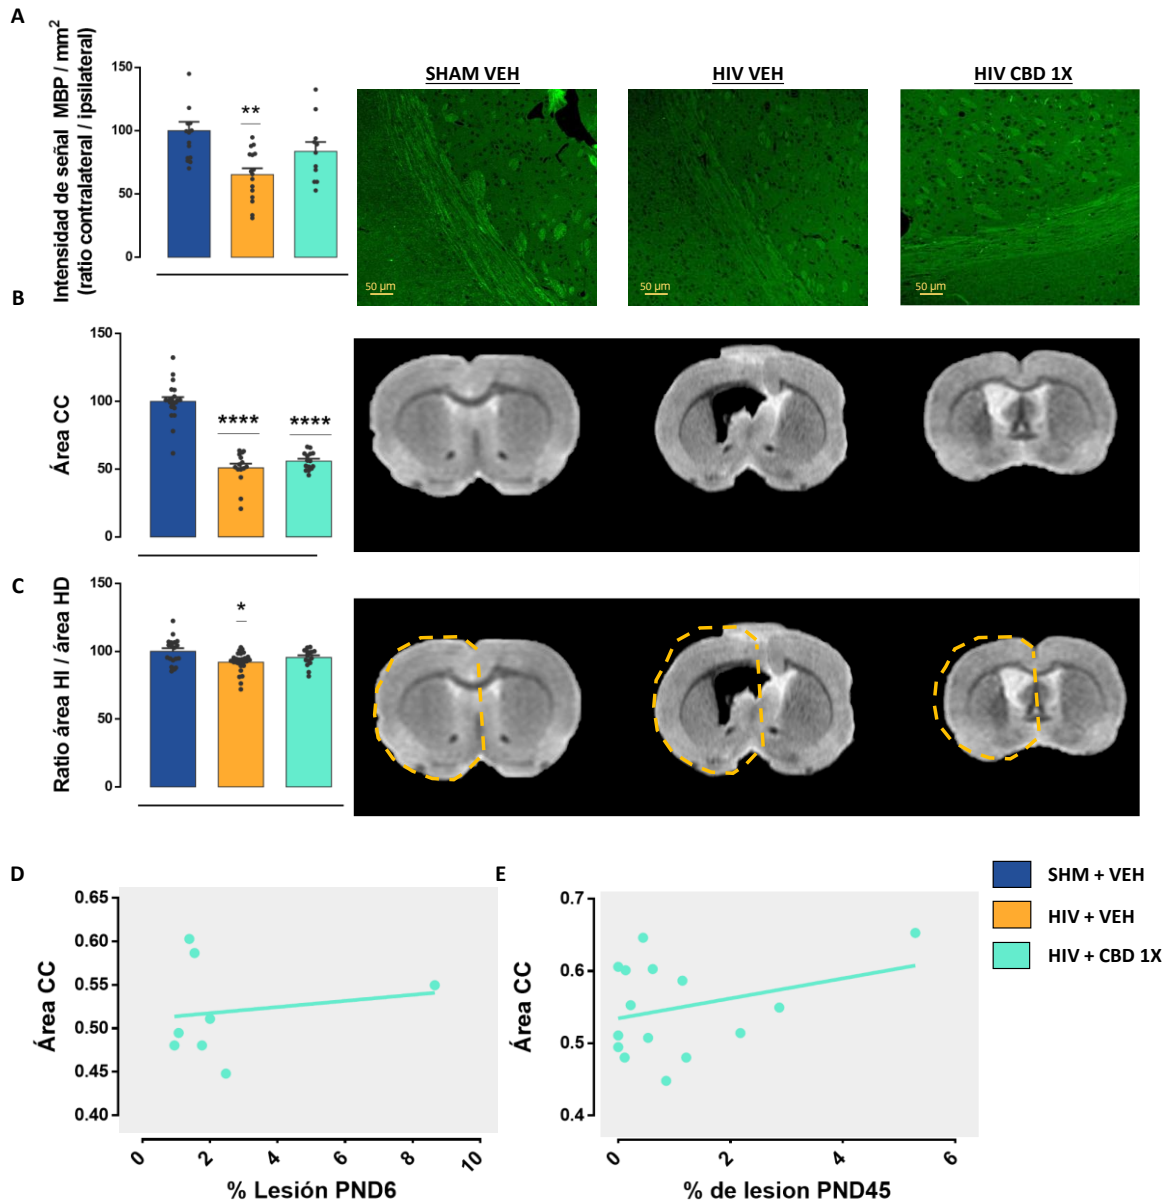 A
Intensidad de señal MBP / mm²
(ratio contralateral / ipsilateral)
150
100
50
0
**
SHAM VEH
HIV VEH
HIV CBD 1X
50 µm
50 µm
50 µm
B
Área CC
150
100
50
0
****
****
C
Ratio área HI / área HD
150
100
50
0
*
D
Área CC
0.65
0.60
0.55
0.50
0.45
0.40
0
2
4
6
8
10
% Lesión PND6
E
Área CC
0.7
0.6
0.5
0.4
0
2
4
6
% de lesion PND45
SHM + VEH
HIV + VEH
HIV + CBD 1X